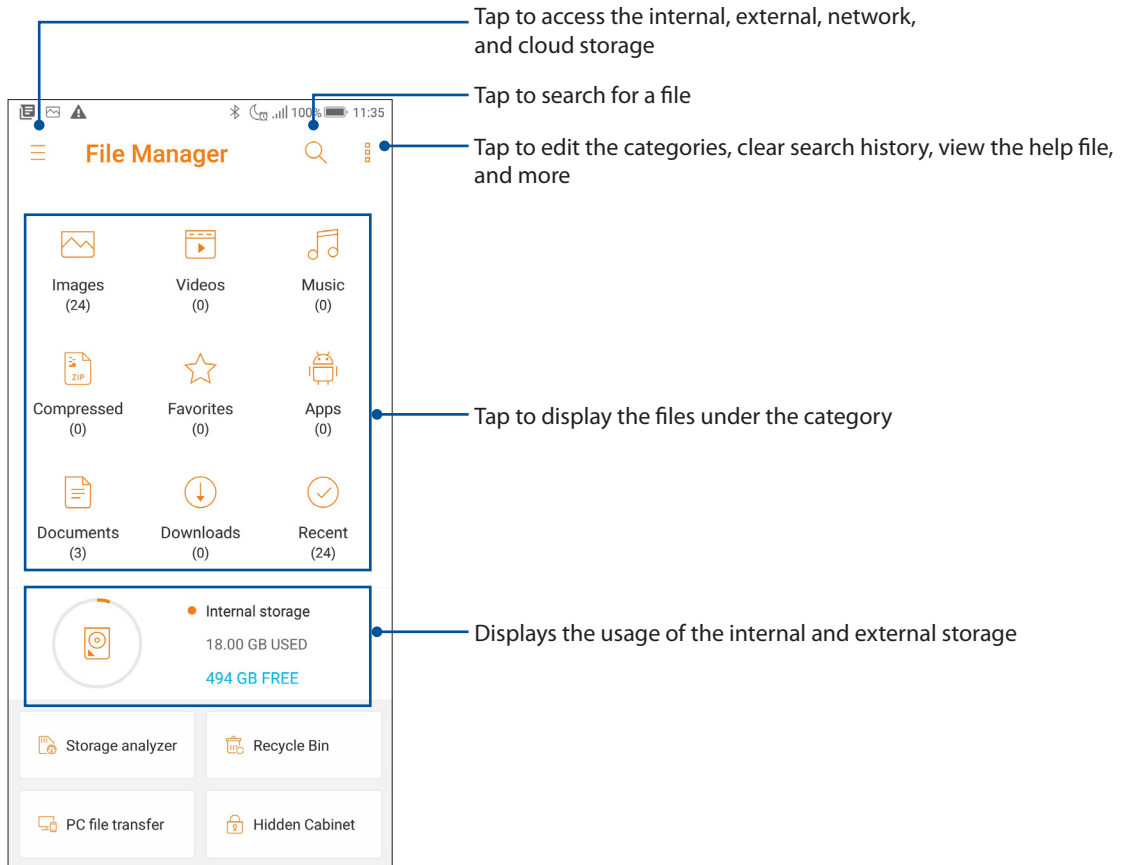 Tap to access the internal, external, network,
and cloud storage
Tap to search for a file
Tap to edit the categories, clear search history, view the help file,
and more
100% 11:35
File Manager
Images Videos Music
(24) (0) (0)
ZIP
Compressed Favorites Apps
(0) (0) (0)
Tap to display the files under the category
Documents Downloads Recent
(3) (0) (24)
Internal storage
18.00 GB USED
494 GB FREE
Displays the usage of the internal and external storage
Storage analyzer Recycle Bin
PC file transfer Hidden Cabinet